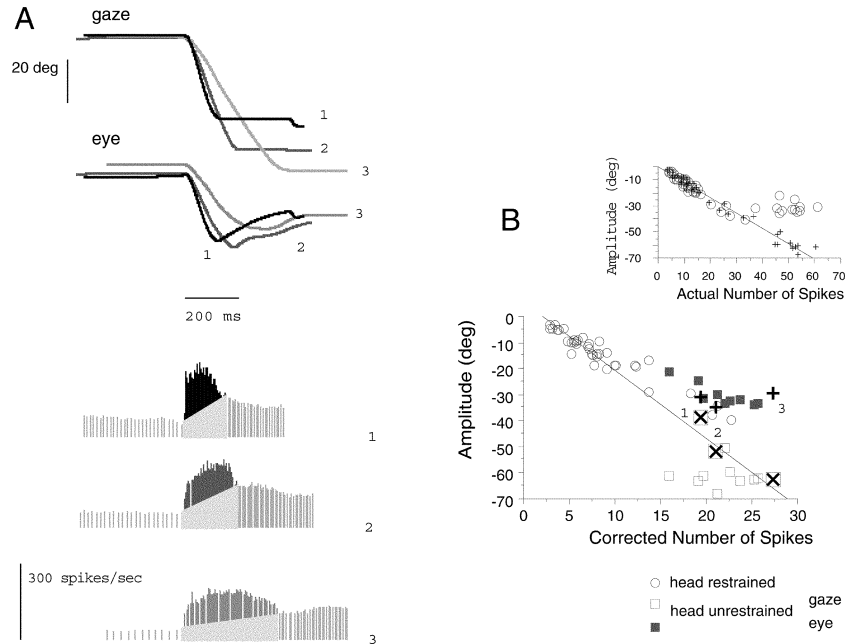 A
gaze
20 deg
1
2
3
eye
3
1
2
200 ms
1
2
300 spikes/sec
3
B
Amplitude (deg)
-10
-30
-50
-70
0
10
20
30
40
50
60
70
Actual Number of Spikes
Amplitude (deg)
0
-10
-20
-30
-40
-50
-60
-70
1
2
3
0
5
10
15
20
25
30
Corrected Number of Spikes
head restrained
head unrestrained
gaze
eye